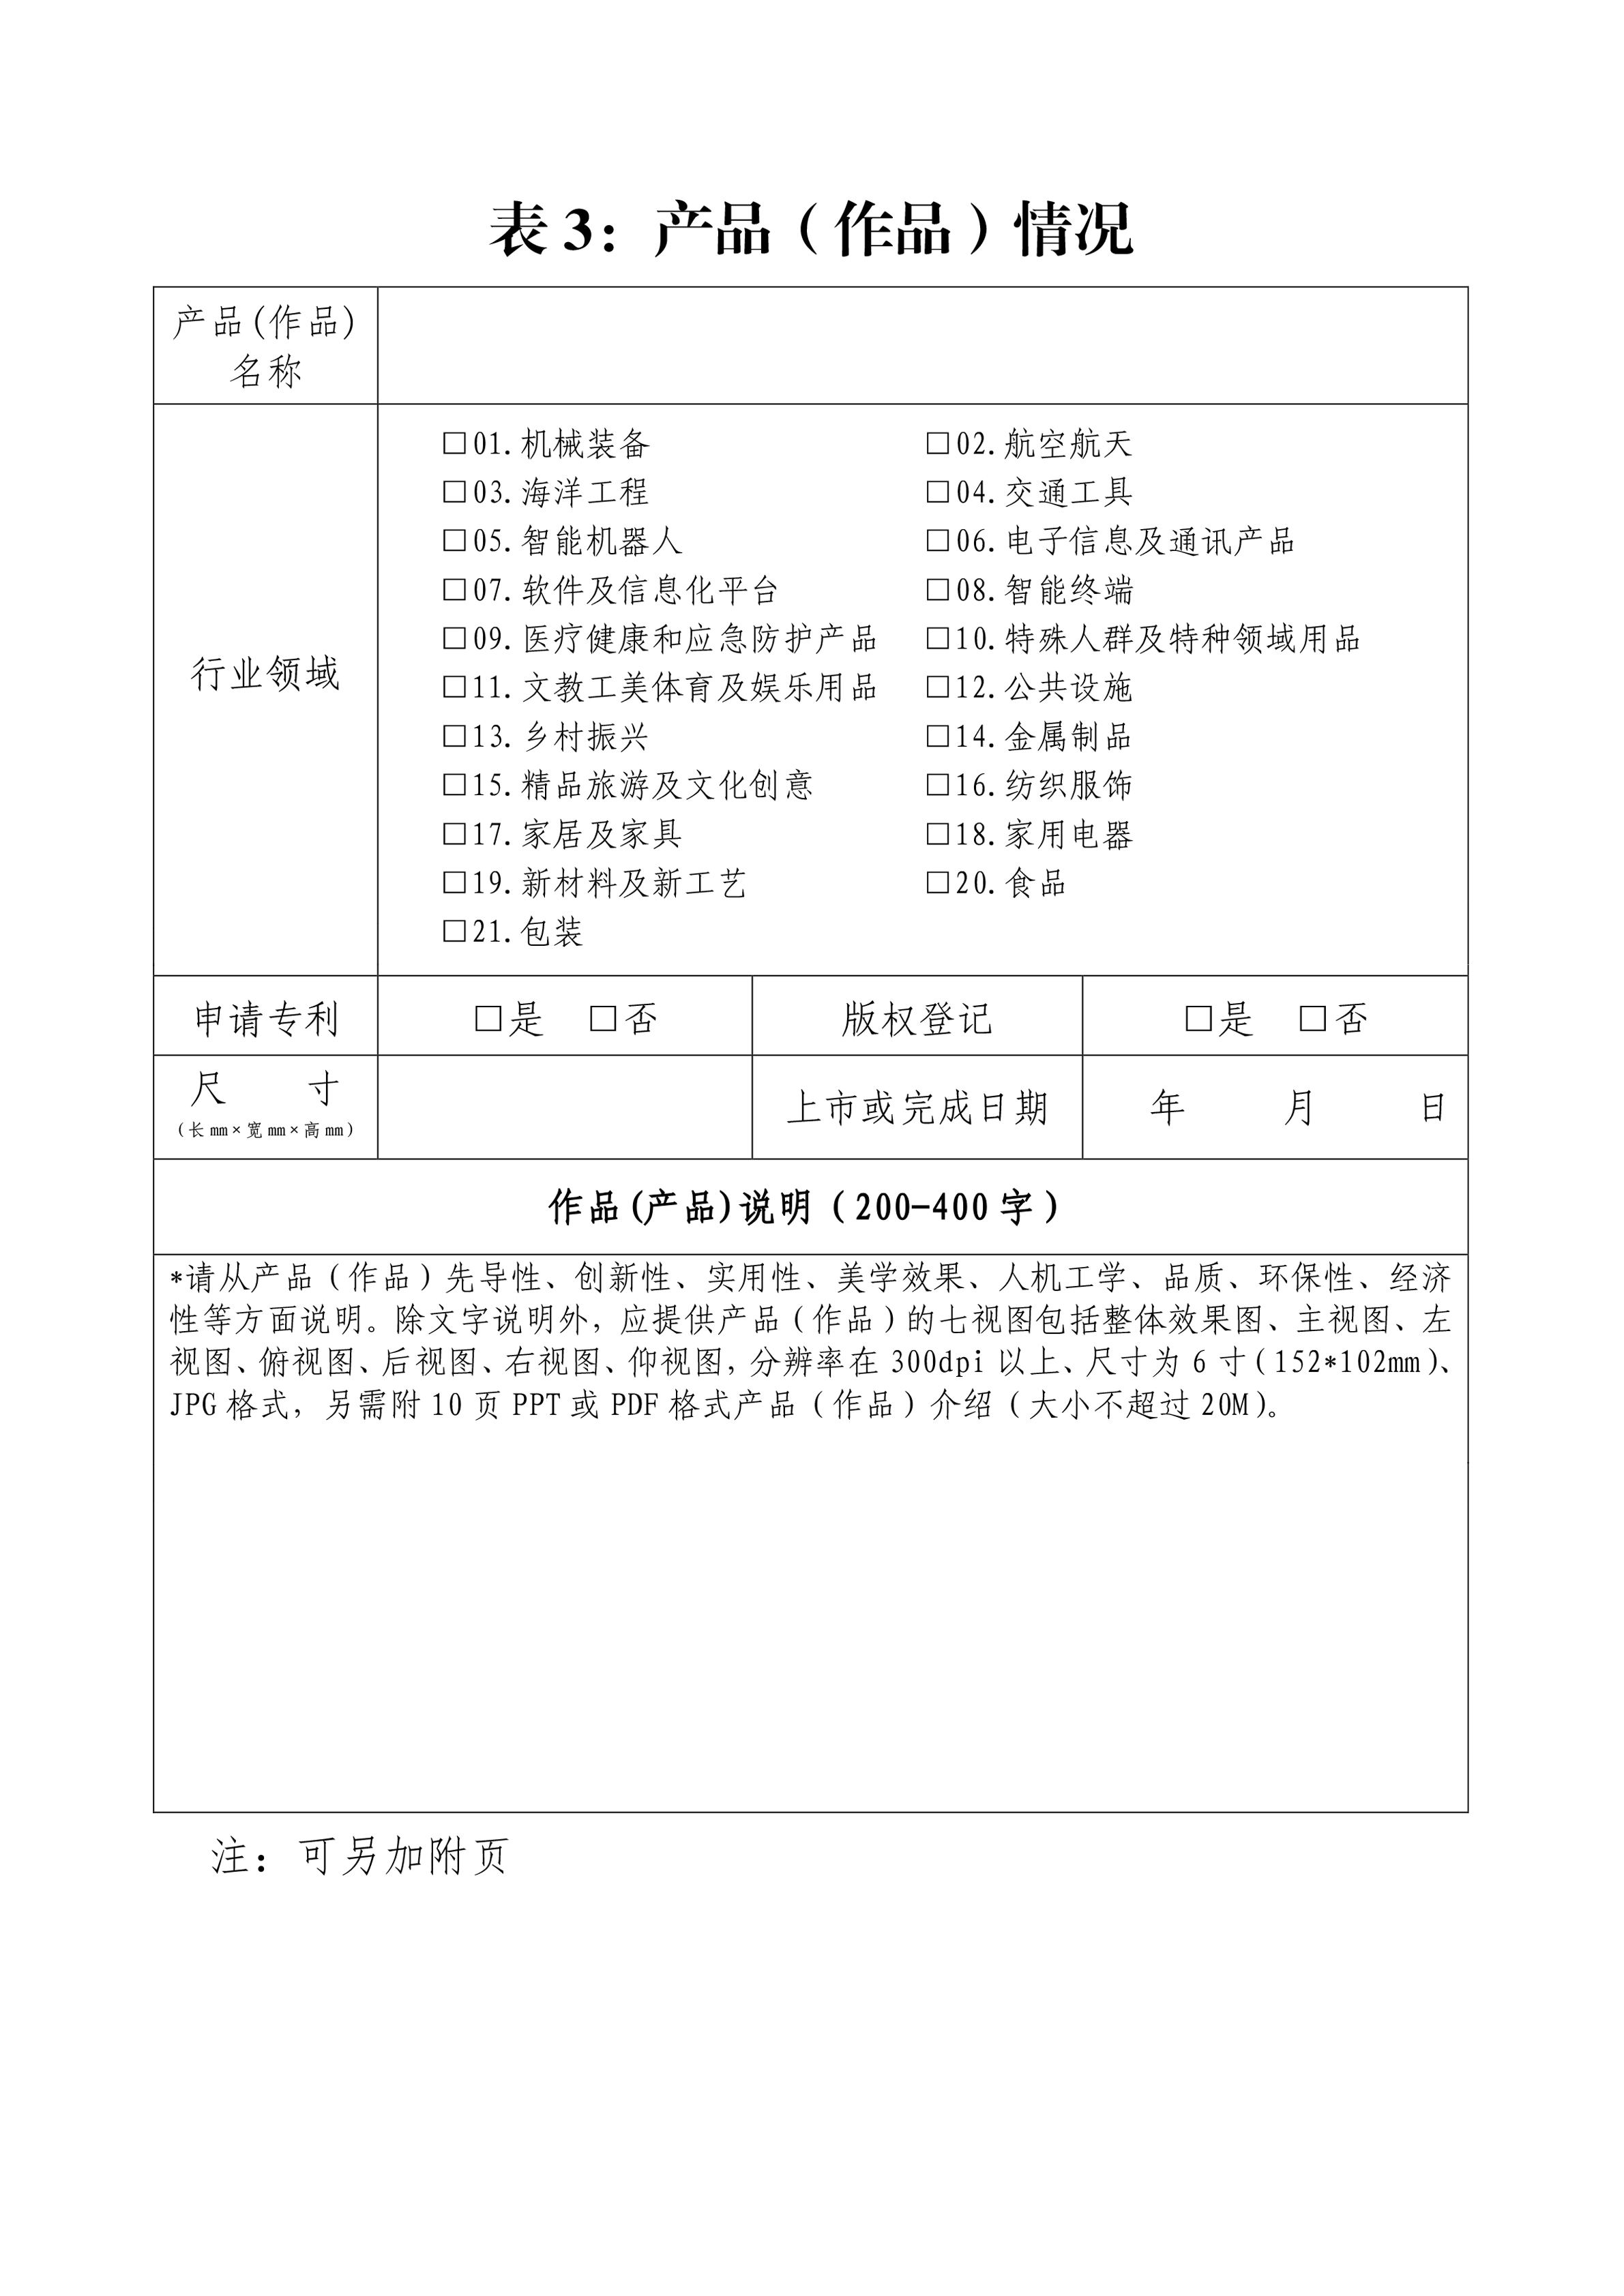 表 3：产品（作品）情况
产品(作品)
名称
行业领域
□01.机械装备 □02.航空航天
□03.海洋工程 □04.交通工具
□05.智能机器人 □06.电子信息及通讯产品
□07.软件及信息化平台 □08.智能终端
□09.医疗健康和应急防护产品 □10.特殊人群及特种领域用品
□11.文教工美体育及娱乐用品 □12.公共设施
□13.乡村振兴 □14.金属制品
□15.精品旅游及文化创意 □16.纺织服饰
□17.家居及家具 □18.家用电器
□19.新材料及新工艺 □20.食品
□21.包装
申请专利 □是 □否 版权登记 □是 □否
尺 寸
（长 mm×宽 mm×高 mm）
上市或完成日期 年 月 日
作品(产品)说明（200-400 字）
*请从产品（作品）先导性、创新性、实用性、美学效果、人机工学、品质、环保性、经济
性等方面说明。除文字说明外，应提供产品（作品）的七视图包括整体效果图、主视图、左
视图、俯视图、后视图、右视图、仰视图，分辨率在 300dpi 以上、尺寸为 6 寸（152*102mm）、
JPG 格式，另需附 10 页 PPT 或 PDF 格式产品（作品）介绍（大小不超过 20M）。
注：可另加附页